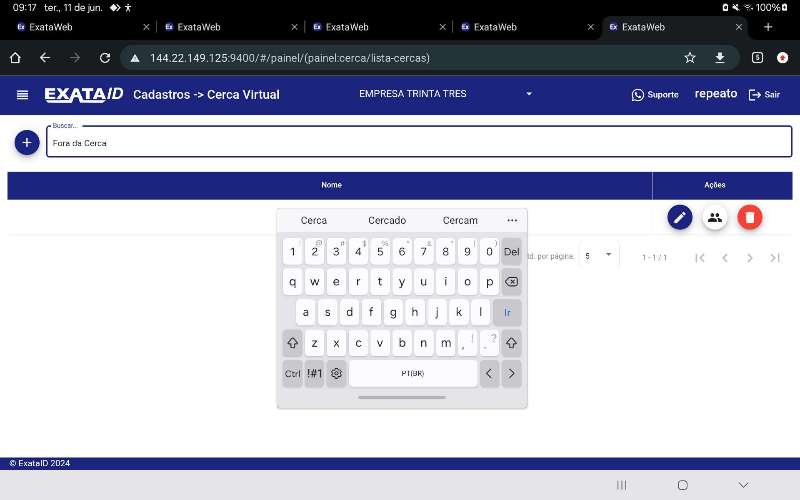 09:17 ter., 11 de jun. 100%
ExataWeb ExataWeb ExataWeb ExataWeb ExataWeb
144.22.149.125:9400/#/painel/(painel:cerca/lista-cercas) 5
EXATAID Cadastros -> Cerca Virtual EMPRESA TRINTA TRES Suporte repeato Sair
Buscar...
+ Fora da Cerca
Nome Ações
Cerca Cercado Cercam ...
1 2 @ 3 # 4 $ 5 % 6 ^ 7 & 8 * 9 ( 0 ) Del
td. por página: 5 1 - 1 / 1
q w e r t y u i o p
a s d f g h j k l Ir
z x c v b n m , ! . ?
Ctrl !#1 PT(BR) < >
© ExataID 2024